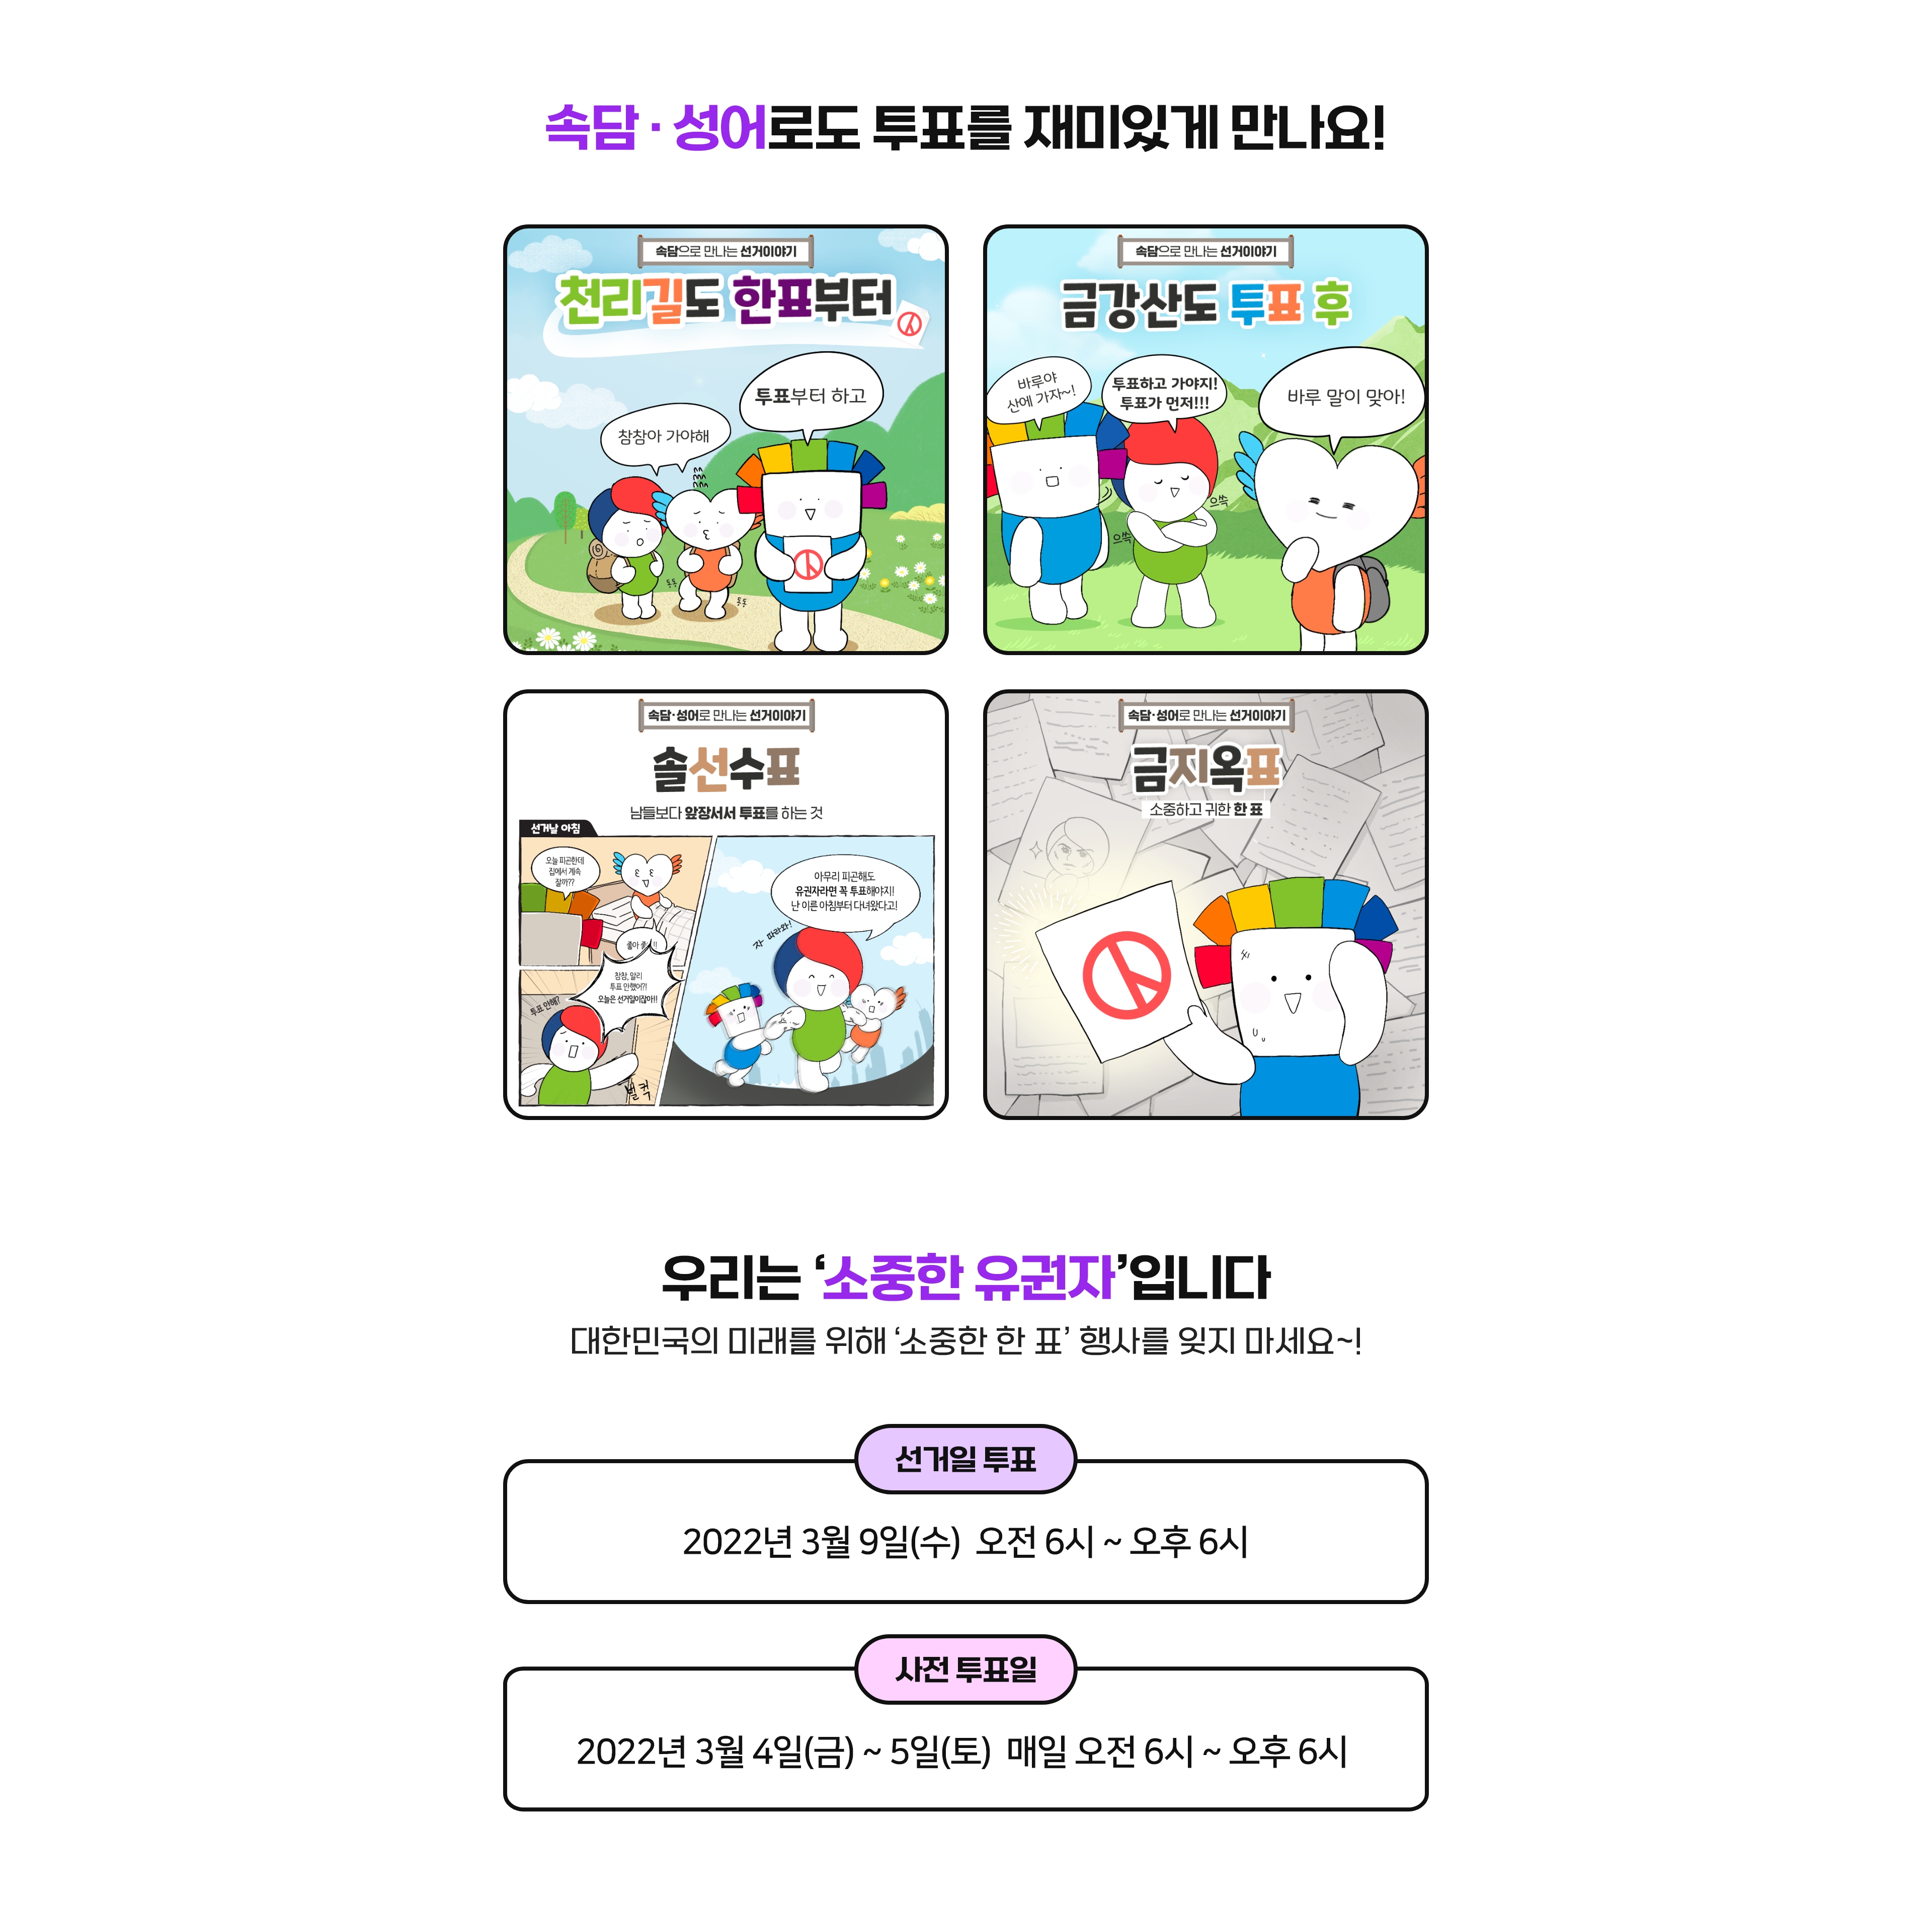 속담 · 성어로도 투표를 재미있게 만나요!
속담으로 만나는 선거이야기
천리길도 한표부터
투표부터 하고
창참아 가야해
동동
동동
속담으로 만나는 선거이야기
금강산도 투표 후
바루야
산에 가자~!
투표하고 가야지!
투표가 먼저!!!
바루 말이 맞아!
으쓱
으쓱
속담·성어로 만나는 선거이야기
솔선수표
남들보다 앞장서서 투표를 하는 것
선거날 아침
오늘 피곤한데
집에서 계속
잘까??
좋아
참참, 알리
투표 안했어?!
오늘은 선거일이잖아!!
투표 안해?
벌컥
아무리 피곤해도
유권자라면 꼭 투표해야지!
난 이른 아침부터 다녀왔다고!
자~ 따라와!
속담·성어로 만나는 선거이야기
금지옥표
소중하고 귀한 한 표
우리는 ‘소중한 유권자’입니다
대한민국의 미래를 위해 ‘소중한 한 표’ 행사를 잊지 마세요~!
선거일 투표
2022년 3월 9일(수) 오전 6시 ~ 오후 6시
사전 투표일
2022년 3월 4일(금) ~ 5일(토) 매일 오전 6시 ~ 오후 6시